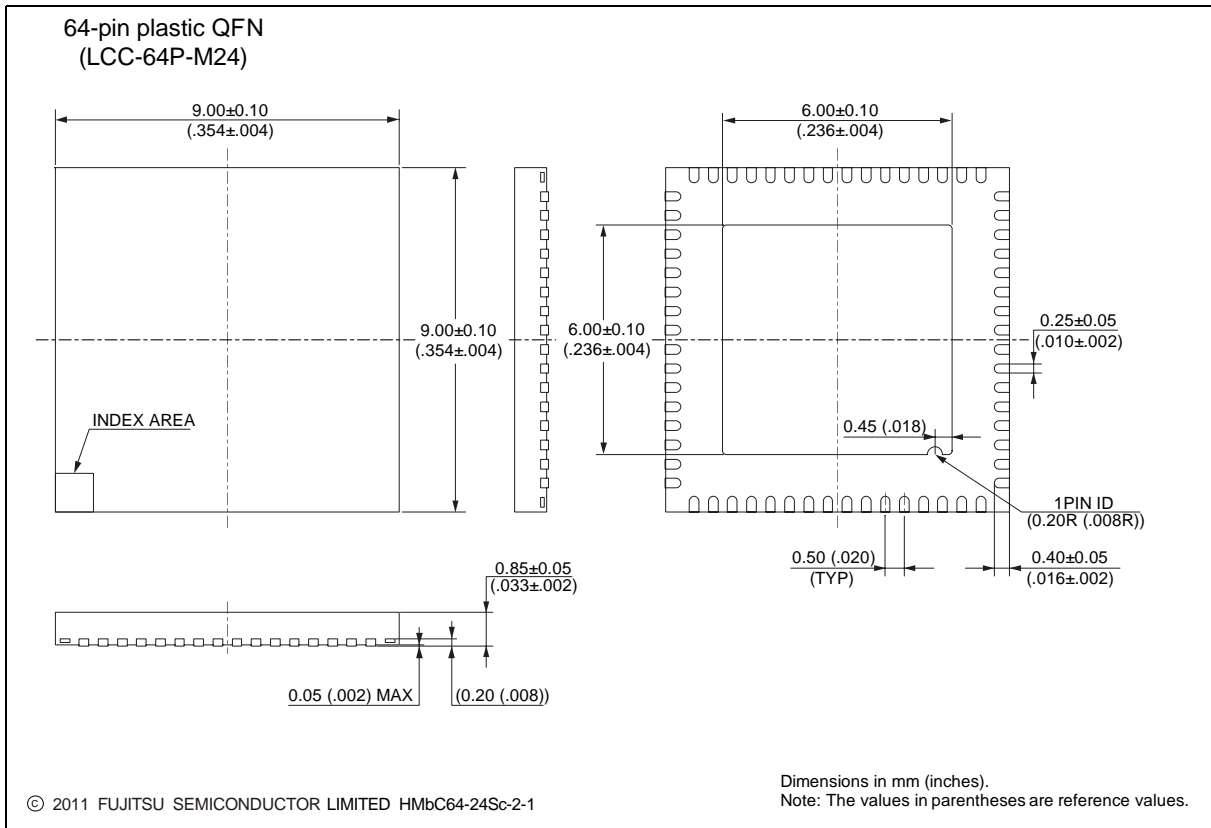 64-pin plastic QFN
(LCC-64P-M24)
9.00±0.10
(.354±.004)
6.00±0.10
(.236±.004)
9.00±0.10
(.354±.004)
6.00±0.10
(.236±.004)
0.25±0.05
(.010±.002)
INDEX AREA
0.45 (.018)
1PIN ID
(0.20R (.008R))
0.50 (.020)
(TYP)
0.40±0.05
(.016±.002)
0.85±0.05
(.033±.002)
0.05 (.002) MAX
(0.20 (.008))
© 2011 FUJITSU SEMICONDUCTOR LIMITED HMbC64-24Sc-2-1
Dimensions in mm (inches).
Note: The values in parentheses are reference values.